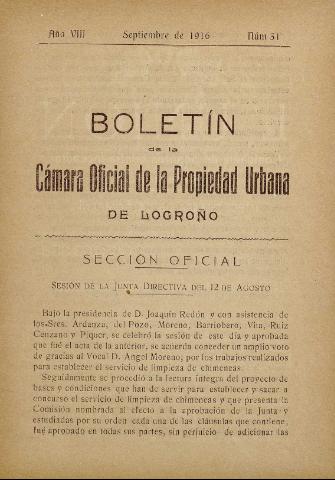 Año VIII Septiembre de 1916 Núm 51
BOLETÍN
de la
Cámara Oficial de la Propiedad Urbana
DE LOGROÑO
SECCIÓN OFICIAL
SESIÓN DE LA JUNTA DIRECTIVA DEL 12 DE AGOSTO
Bajo la presidencia de D. Joaquín Redón y con asistencia de
los Sres. Ardanza, del Pozo, Moreno, Barriobero, Vita, Ruiz
Cenzano y Piquer, se celebró la sesión de este día y aprobada
que fué el acta de la anterior, se acuerda conceder un amplio voto
de gracias al Vocal D. Angel Moreno, por los trabajos realizados
para establecer el servicio de limpieza de chimeneas.
Seguidamente se procedió a la lectura íntegra del proyecto de
bases y condiciones que han de servir para establecer y sacar a
concurso el servicio de limpieza de chimeneas y que presenta la
Comisión nombrada al efecto a la aprobación de la Junta y
estudiadas por su orden cada una de las cláusulas que contiene,
fué aprobado en todas sus partes, sin perjuicio de adicionar las